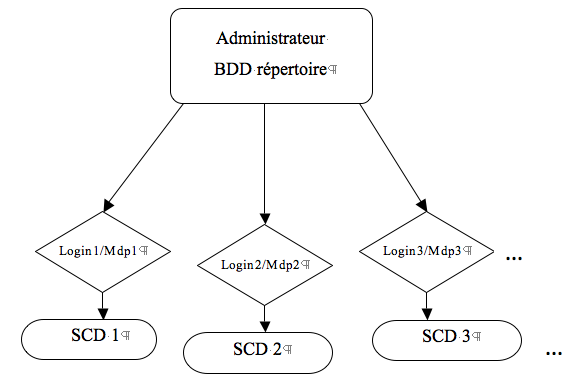 Administrateur
BDD répertoire¶
Login1/Mdp1¶
Login2/Mdp2¶
Login3/Mdp3¶
...
SCD 1¶
SCD 2¶
SCD 3¶
...